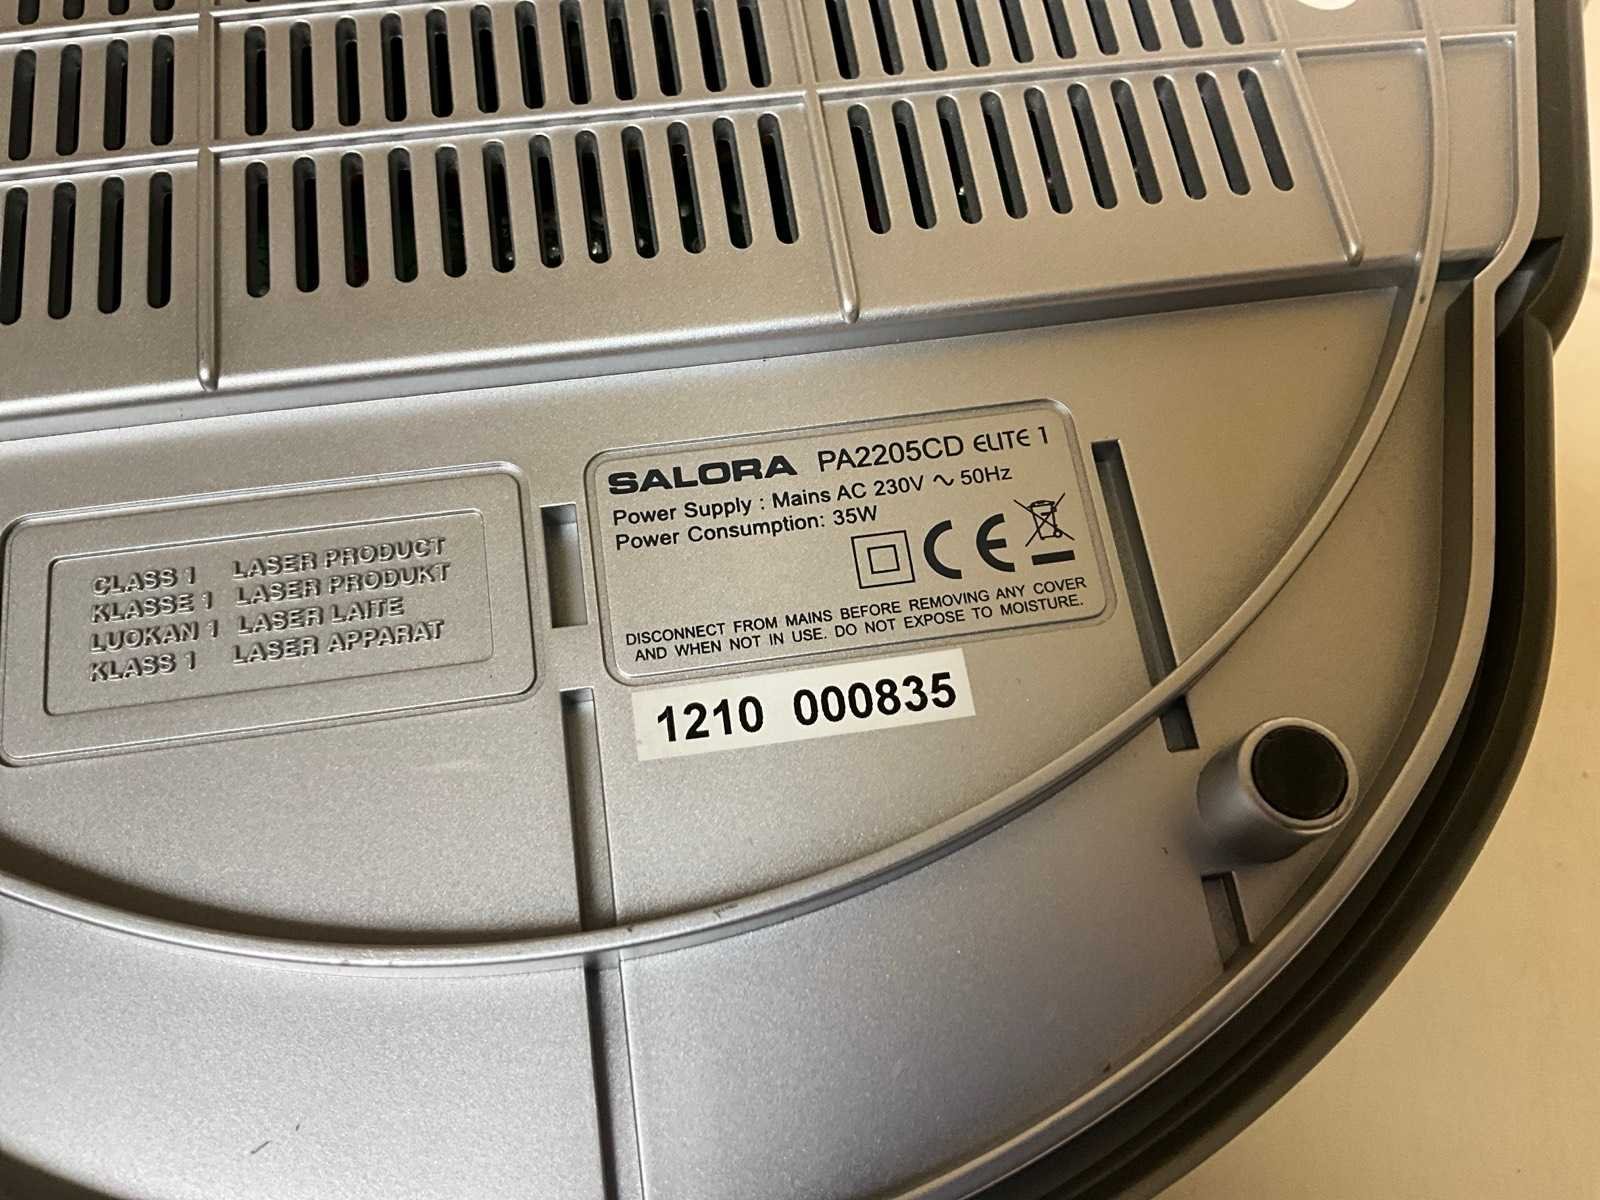 CLASS 1 LASER PRODUCT
KLASSE 1 LASER PRODUKT
LUOKAN 1 LASER LAITE
KLASS 1 LASER APPARAT
SALORA PA2205CD ELITE 1
Power Supply : Mains AC 230V ~ 50Hz
Power Consumption: 35W
CE
DISCONNECT FROM MAINS BEFORE REMOVING ANY COVER
AND WHEN NOT IN USE. DO NOT EXPOSE TO MOISTURE.
1210 000835